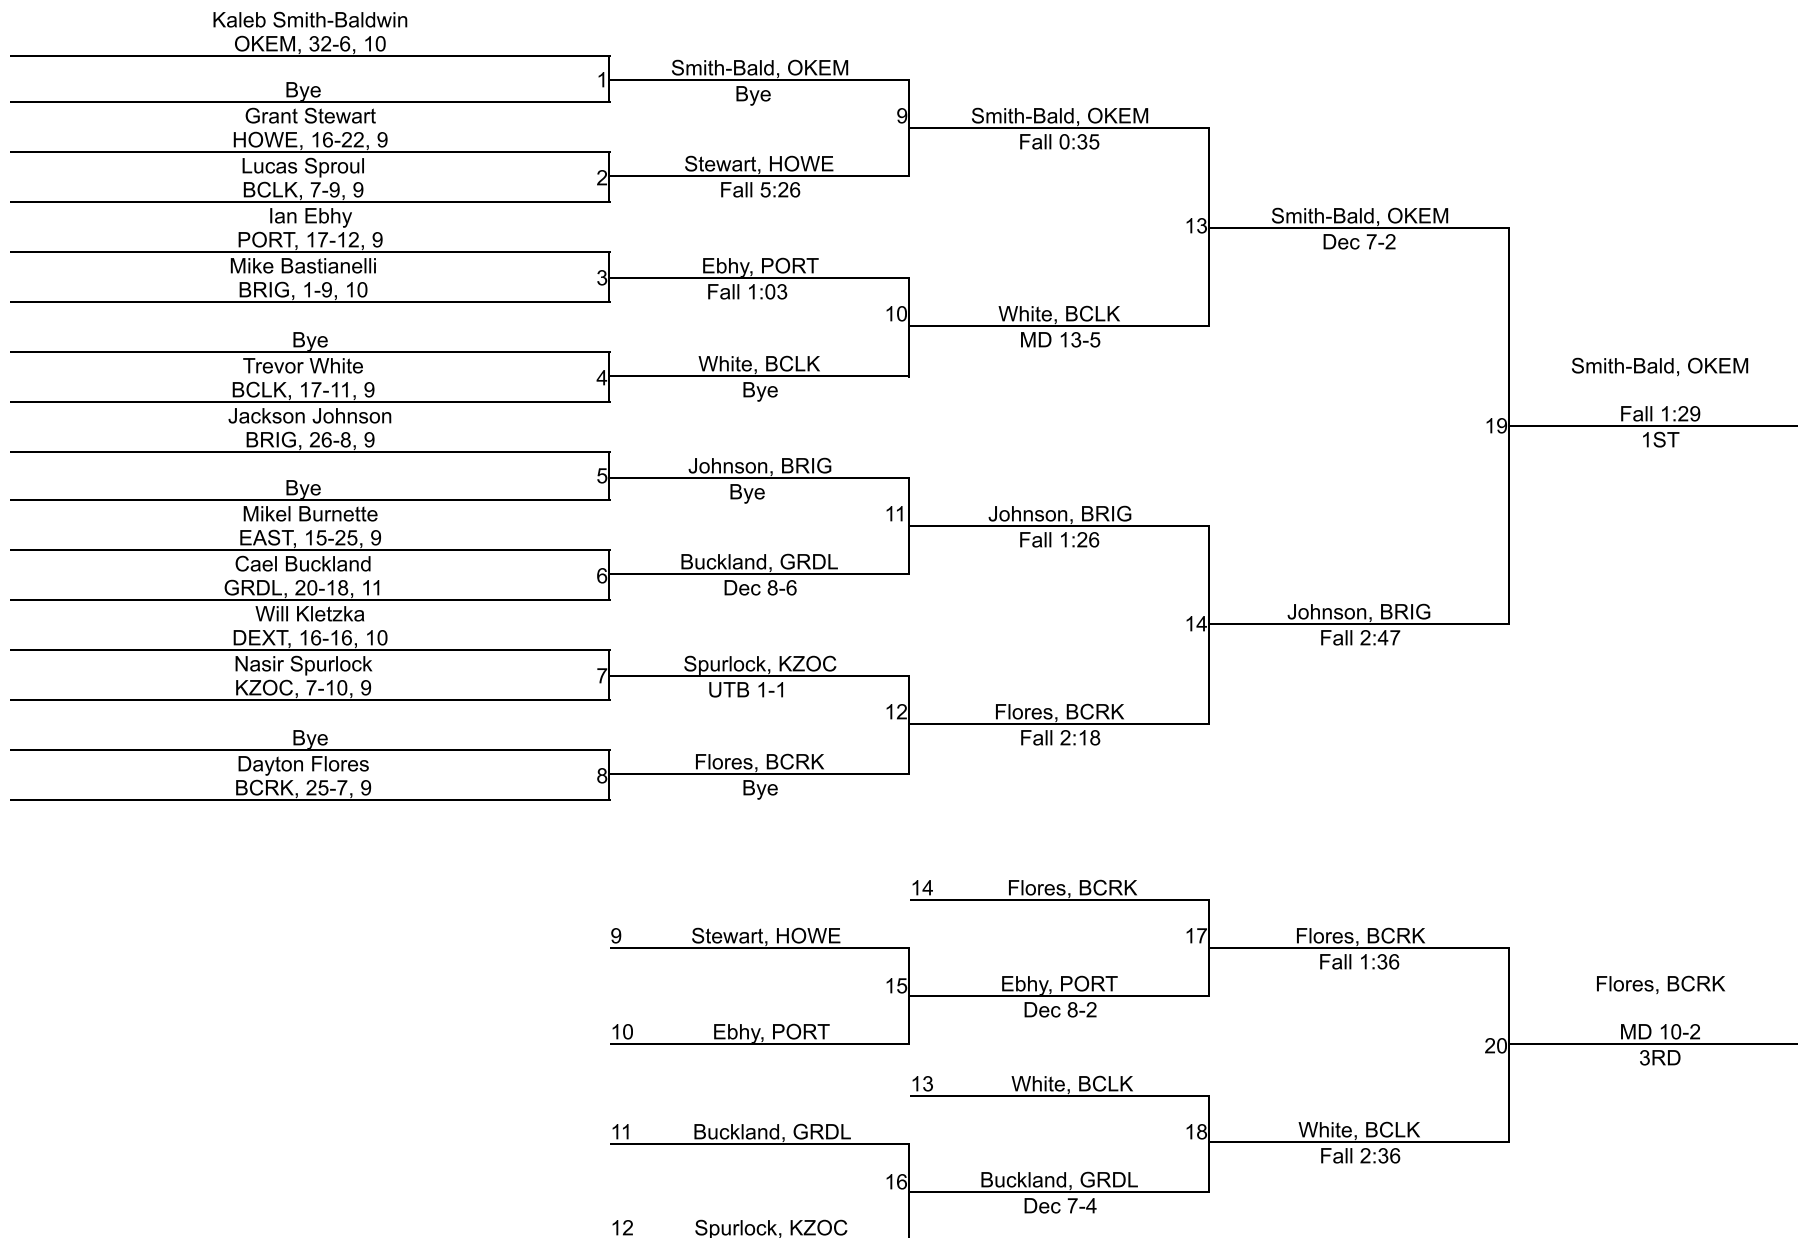 Kaleb Smith-Baldwin
OKEM, 32-6, 10
Bye
1
Grant Stewart
HOWE, 16-22, 9
Lucas Sproul
BCLK, 7-9, 9
2
Ian Ebhy
PORT, 17-12, 9
Mike Bastianelli
BRIG, 1-9, 10
3
Bye
Trevor White
BCLK, 17-11, 9
4
Jackson Johnson
BRIG, 26-8, 9
Bye
5
Mikel Burnette
EAST, 15-25, 9
Cael Buckland
GRDL, 20-18, 11
6
Will Kletzka
DEXT, 16-16, 10
Nasir Spurlock
KZOC, 7-10, 9
7
Bye
Dayton Flores
BCRK, 25-7, 9
8
Smith-Bald, OKEM
Bye
9
Stewart, HOWE
Fall 5:26
Ebhy, PORT
Fall 1:03
10
White, BCLK
Bye
Johnson, BRIG
Bye
11
Buckland, GRDL
Dec 8-6
Spurlock, KZOC
UTB 1-1
12
Flores, BCRK
Bye
Smith-Bald, OKEM
Fall 0:35
13
White, BCLK
MD 13-5
Johnson, BRIG
Fall 1:26
14
Flores, BCRK
Fall 2:18
Smith-Bald, OKEM
Dec 7-2
19
Johnson, BRIG
Fall 2:47
Smith-Bald, OKEM
Fall 1:29
1ST
9 Stewart, HOWE
15
10 Ebhy, PORT
11 Buckland, GRDL
16
12 Spurlock, KZOC
14 Flores, BCRK
17
Ebhy, PORT
Dec 8-2
13 White, BCLK
18
Buckland, GRDL
Dec 7-4
Flores, BCRK
Fall 1:36
20
White, BCLK
Fall 2:36
Flores, BCRK
MD 10-2
3RD